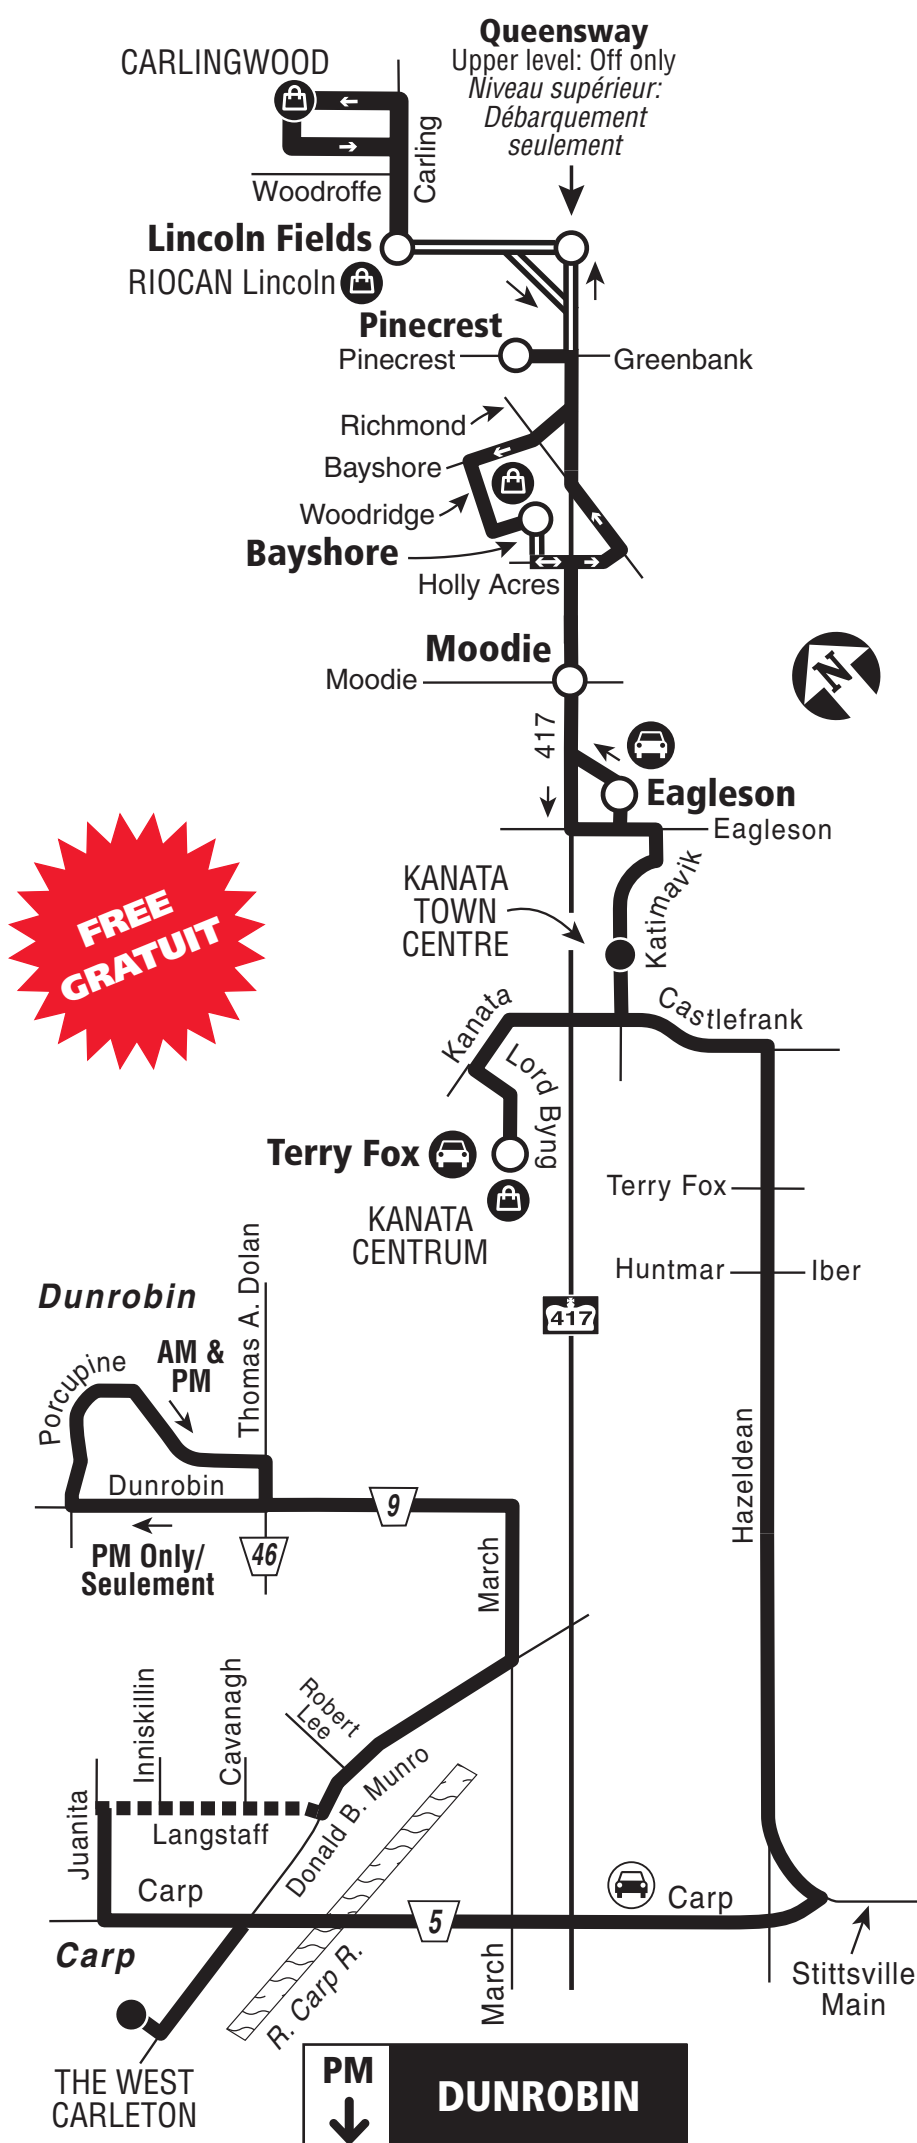 Queensway
Upper level: Off only
Niveau supérieur:
Débarquement
seulement
CARLINGWOOD
Carling
Woodroffe
Lincoln Fields
RIOCAN Lincoln
Pinecrest
Pinecrest
Greenbank
Richmond
Bayshore
Woodridge
Bayshore
Holly Acres
Moodie
Moodie
N
417
Eagleson
Eagleson
FREE
GRATUIT
KANATA
TOWN
CENTRE
Katimavik
Kanata
Castlefrank
Lord Byng
Terry Fox
KANATA
CENTRUM
Terry Fox
Huntmar
Iber
417
Dunrobin
Thomas A. Dolan
AM &
PM
Porcupine
Dunrobin
9
PM Only/
Seulement
46
March
Hazeldean
Inniskillin
Cavanagh
Robert
Lee
Juanita
Langstaff
Donald B. Munro
Carp
5
Carp
Carp
R. Carp R.
March
Stittsville
Main
THE WEST
CARLETON
PM
DUNROBIN